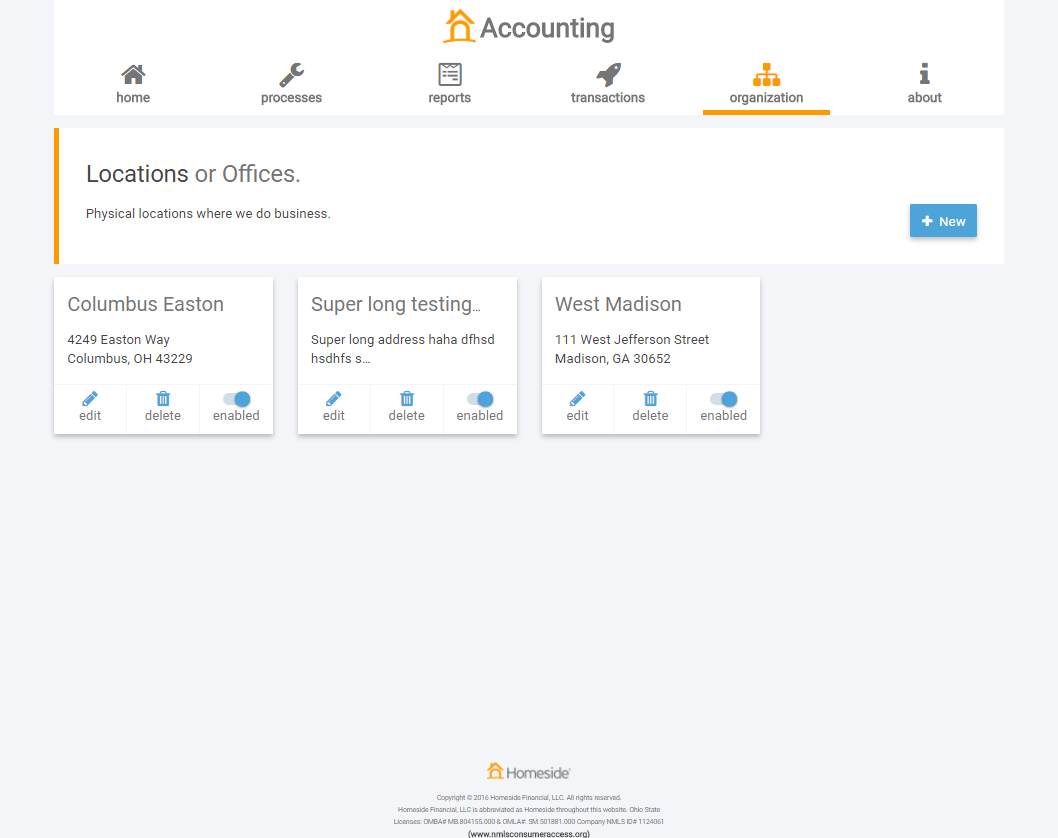 Accounting
home processes reports transactions organization about
Locations or Offices.
Physical locations where we do business.
New
Columbus Easton
4249 Easton Way
Columbus, OH 43229
edit delete enabled
Super long testing...
Super long address haha dfhsd
hsdhfs s...
edit delete enabled
West Madison
111 West Jefferson Street
Madison, GA 30652
edit delete enabled
Homeside
Copyright © 2016 Homeside Financial, LLC. All rights reserved.
Homeside Financial, LLC is abbreviated as Homeside throughout this website. Ohio State
Licenses: OMBA# MB.804155.000 & OMLA#: SM.501881.000 Company NMLS ID# 1124061
(www.nmlsconsumeraccess.org)